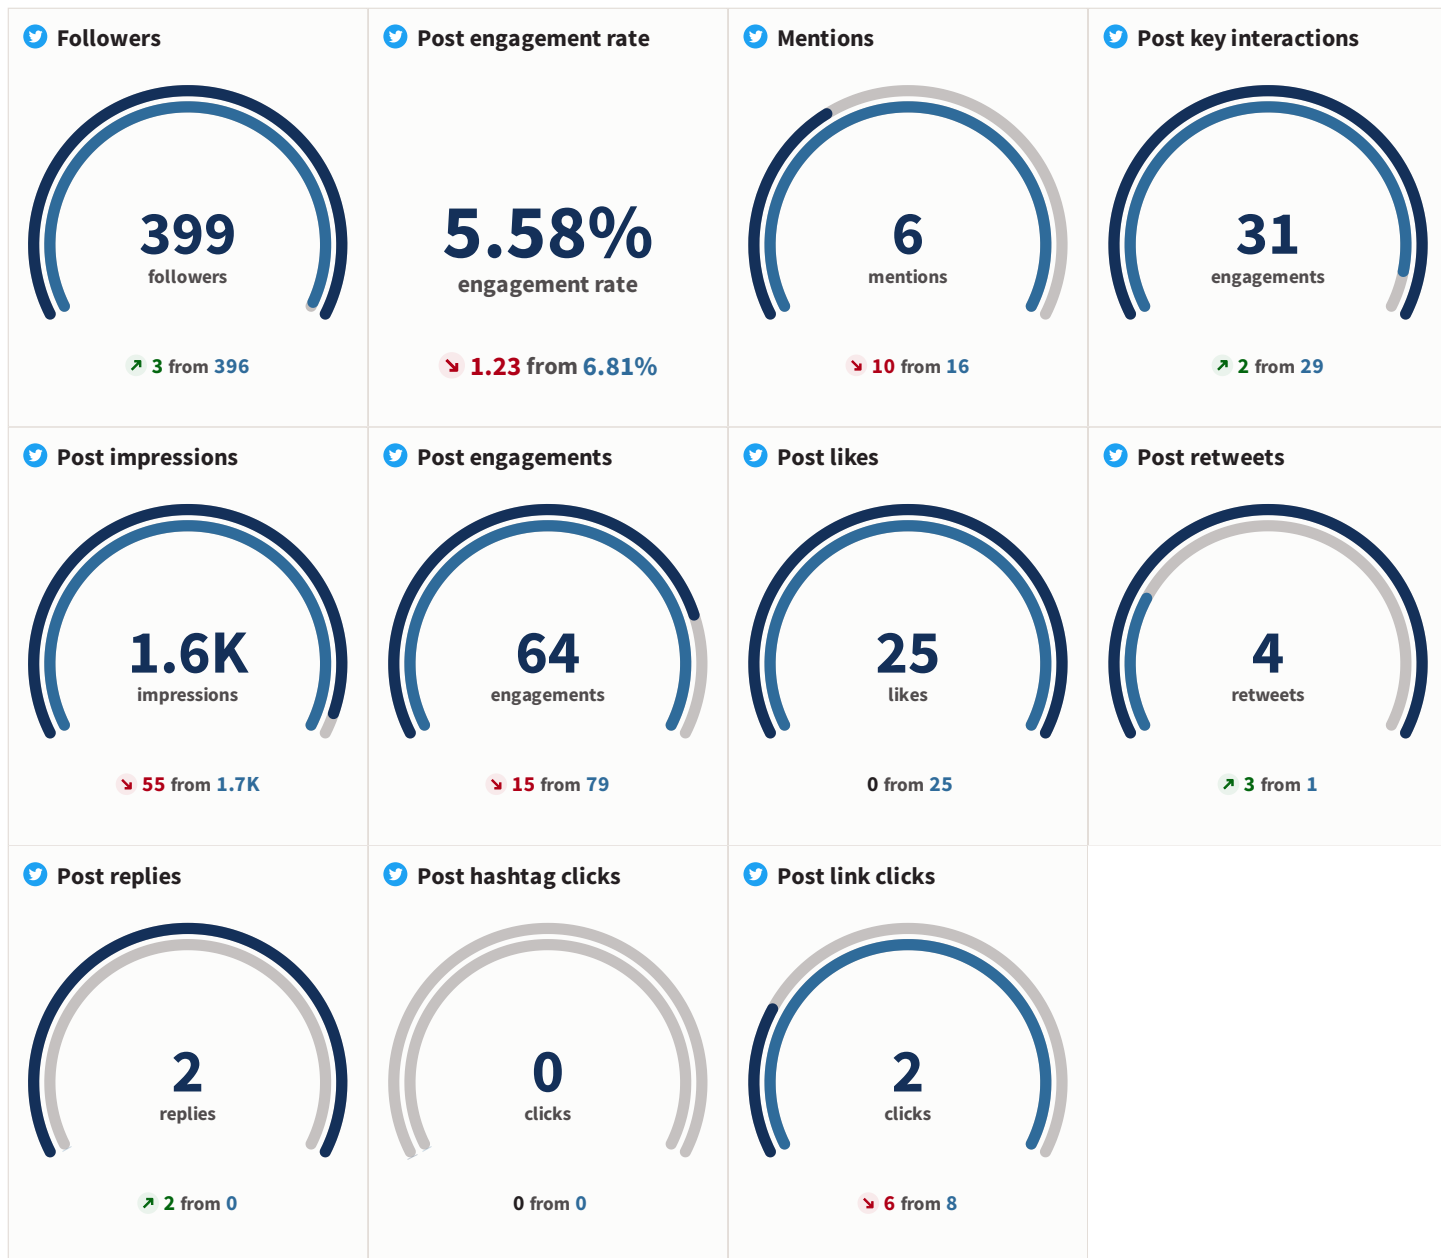 Followers
399
followers
3 from 396
Post engagement rate
5.58%
engagement rate
1.23 from 6.81%
Mentions
6
mentions
10 from 16
Post key interactions
31
engagements
2 from 29
Post impressions
1.6K
impressions
55 from 1.7K
Post engagements
64
engagements
15 from 79
Post likes
25
likes
0 from 25
Post retweets
4
retweets
3 from 1
Post replies
2
replies
2 from 0
Post hashtag clicks
0
clicks
0 from 0
Post link clicks
2
clicks
6 from 8